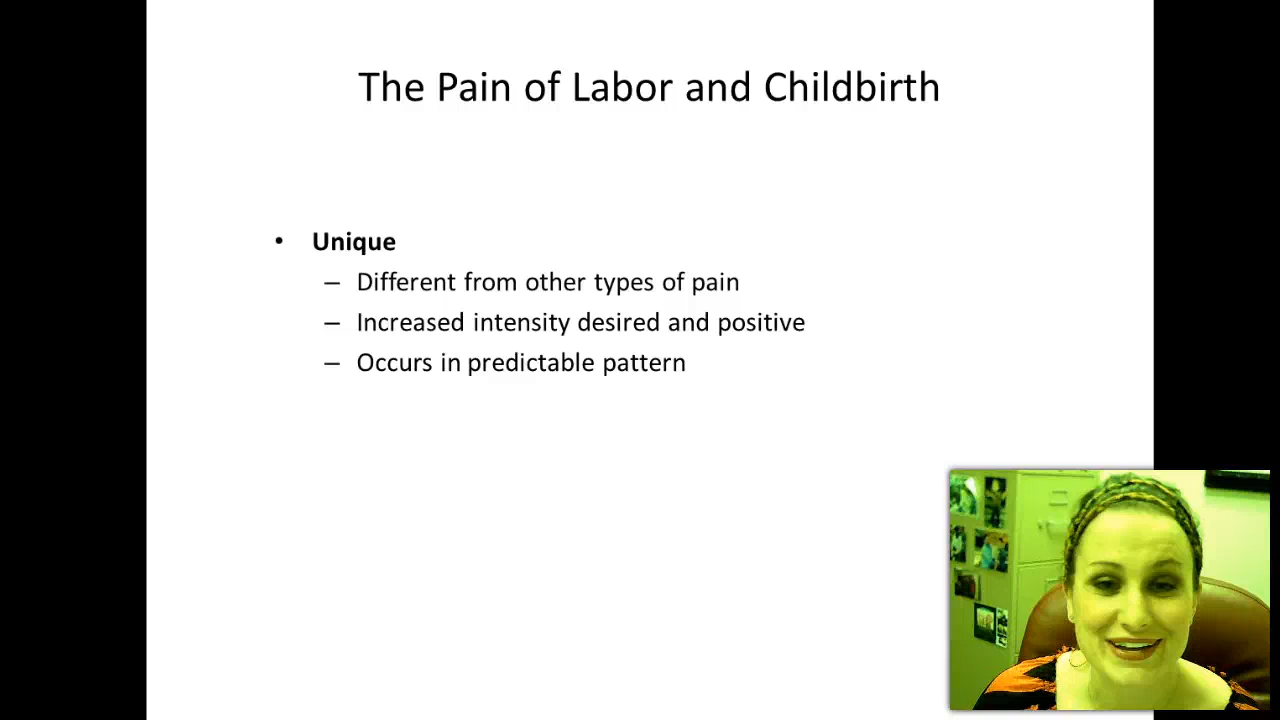 The Pain of Labor and Childbirth
• Unique
– Different from other types of pain
– Increased intensity desired and positive
– Occurs in predictable pattern